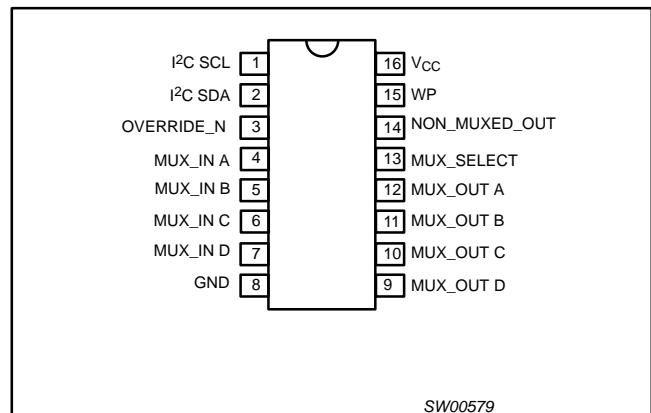 I²C SCL 1 16 VCC
I²C SDA 2 15 WP
OVERRIDE_N 3 14 NON_MUXED_OUT
MUX_IN A 4 13 MUX_SELECT
MUX_IN B 5 12 MUX_OUT A
MUX_IN C 6 11 MUX_OUT B
MUX_IN D 7 10 MUX_OUT C
GND 8 9 MUX_OUT D
SW00579